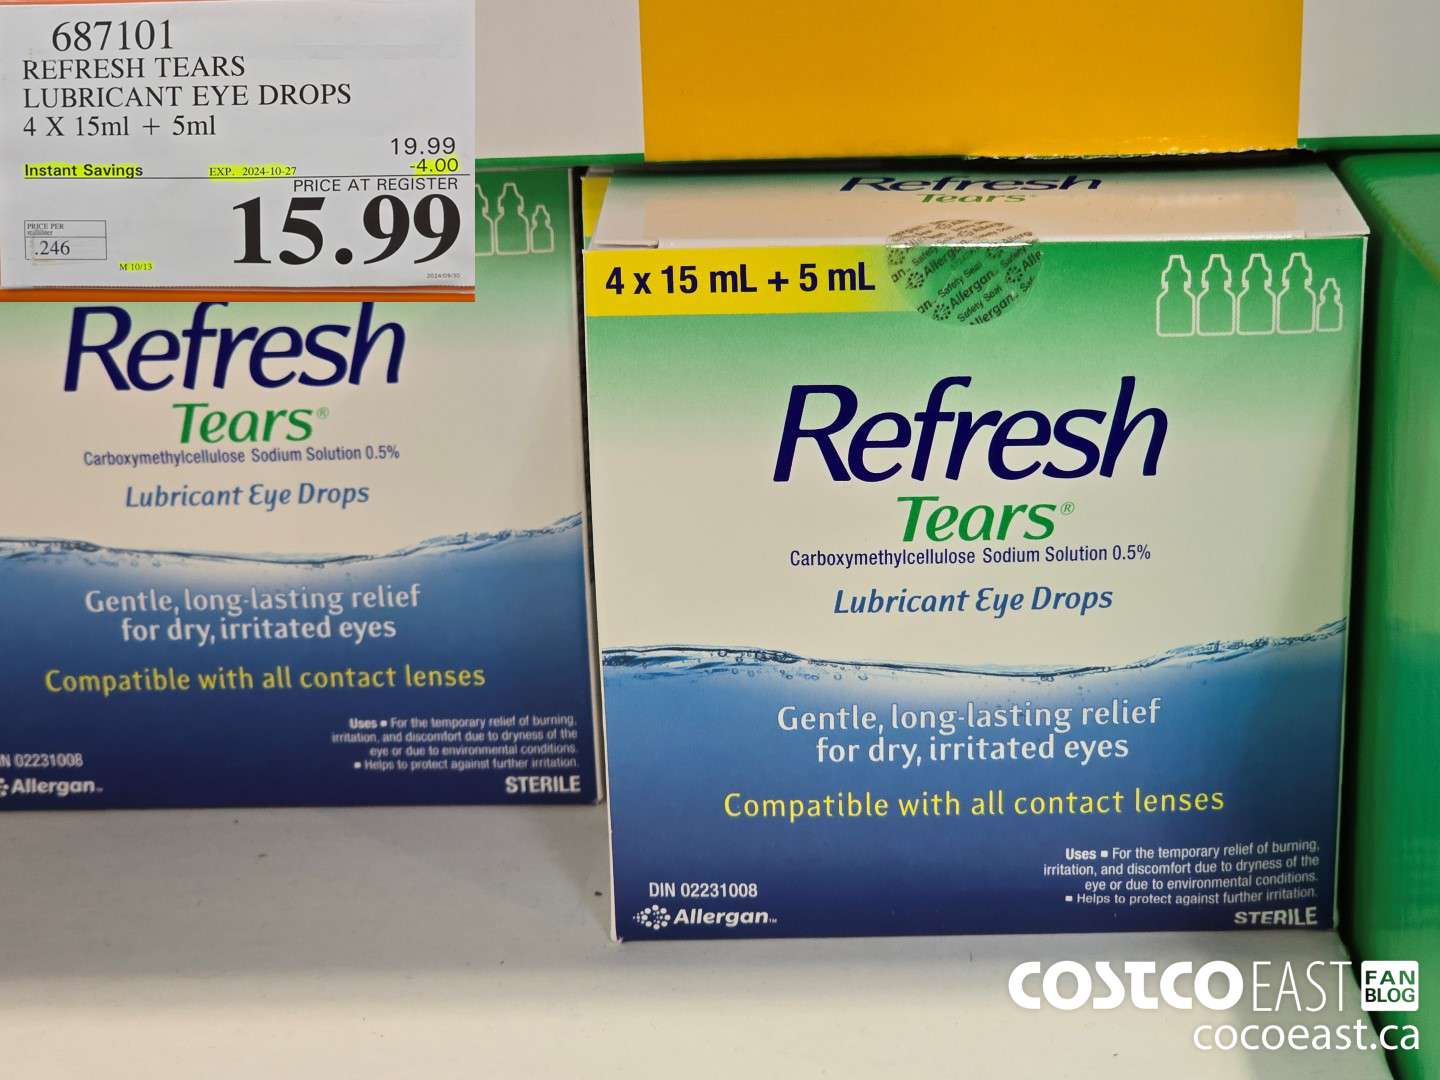 687101
REFRESH TEARS
LUBRICANT EYE DROPS
4 X 15ml + 5ml
19.99
Instant Savings EXP. 2024-10-27 -4.00
PRICE AT REGISTER
15.99
PRICE PER
.246
M 10/13
2024/09/30
Refresh
Tears®
Carboxymethylcellulose Sodium Solution 0.5%
Lubricant Eye Drops
Gentle, long-lasting relief
for dry, irritated eyes
Compatible with all contact lenses
Uses ▪ For the temporary relief of burning,
irritation, and discomfort due to dryness of the
eye or due to environmental conditions.
▪ Helps to protect against further irritation.
IN 02231008
Allergan™
STERILE
Refresh
Tears
4 x 15 mL + 5 mL
Allergan
Safety Seal
Allergan
Safety Seal
Refresh
Tears®
Carboxymethylcellulose Sodium Solution 0.5%
Lubricant Eye Drops
Gentle, long-lasting relief
for dry, irritated eyes
Compatible with all contact lenses
Uses ▪ For the temporary relief of burning,
irritation, and discomfort due to dryness of the
eye or due to environmental conditions.
▪ Helps to protect against further irritation.
DIN 02231008
Allergan™
STERILE
COSTCO EAST FAN
BLOG
cocoeast.ca